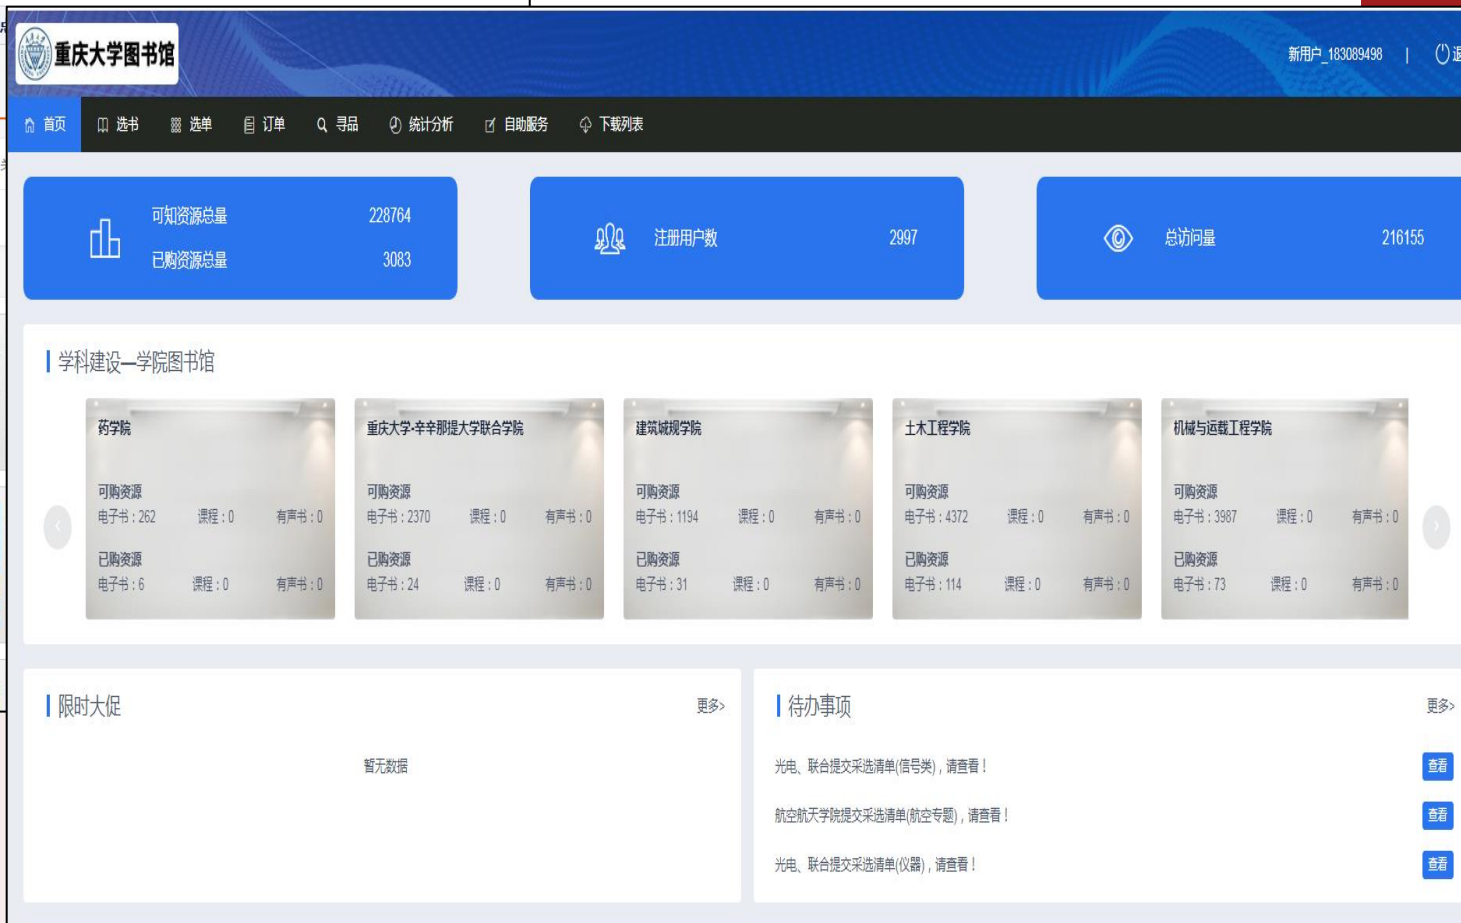 重庆大学图书馆
新用户_183089498 | 退
首页 选书 选单 订单 寻品 统计分析 自助服务 下载列表
可知资源总量 228764
已购资源总量 3083
注册用户数 2997
总访问量 216155
学科建设—学院图书馆
药学院
可购资源
电子书：262 课程：0 有声书：0
已购资源
电子书：6 课程：0 有声书：0
重庆大学-辛辛那提大学联合学院
可购资源
电子书：2370 课程：0 有声书：0
已购资源
电子书：24 课程：0 有声书：0
建筑城规学院
可购资源
电子书：1194 课程：0 有声书：0
已购资源
电子书：31 课程：0 有声书：0
土木工程学院
可购资源
电子书：4372 课程：0 有声书：0
已购资源
电子书：114 课程：0 有声书：0
机械与运载工程学院
可购资源
电子书：3987 课程：0 有声书：0
已购资源
电子书：73 课程：0 有声书：0
限时大促 更多>
暂无数据
待办事项 更多>
光电、联合提交采选清单(信号类)，请查看！ 查看
航空航天学院提交采选清单(航空专题)，请查看！ 查看
光电、联合提交采选清单(仪器)，请查看！ 查看